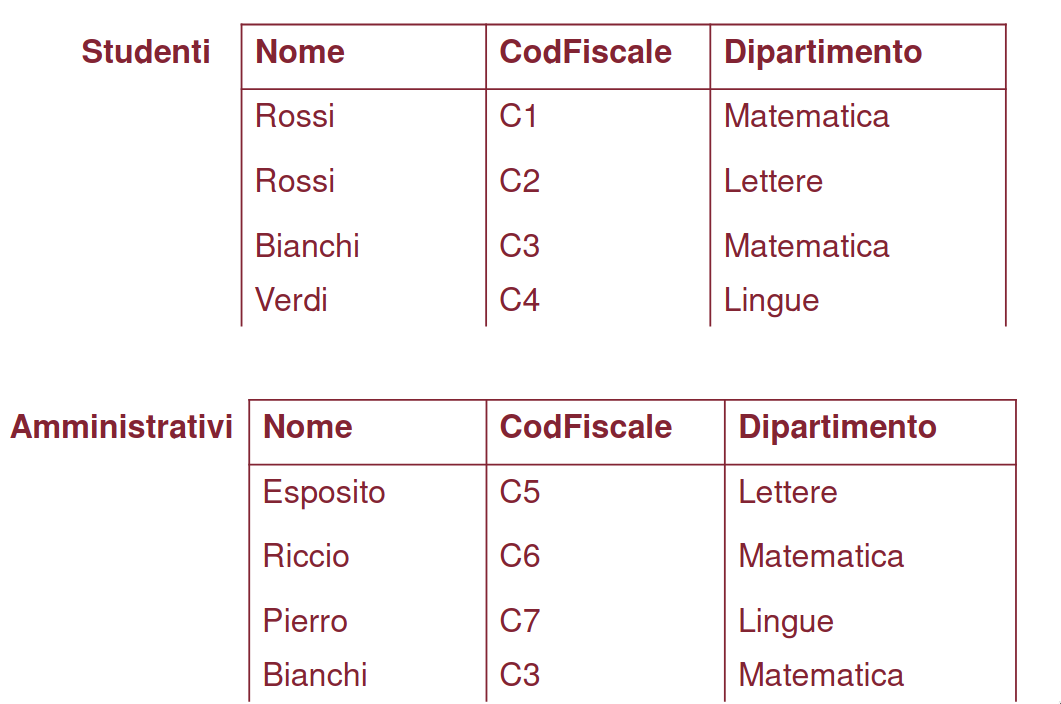 Studenti Nome CodFiscale Dipartimento
Rossi C1 Matematica
Rossi C2 Lettere
Bianchi C3 Matematica
Verdi C4 Lingue
Amministrativi Nome CodFiscale Dipartimento
Esposito C5 Lettere
Riccio C6 Matematica
Pierro C7 Lingue
Bianchi C3 Matematica